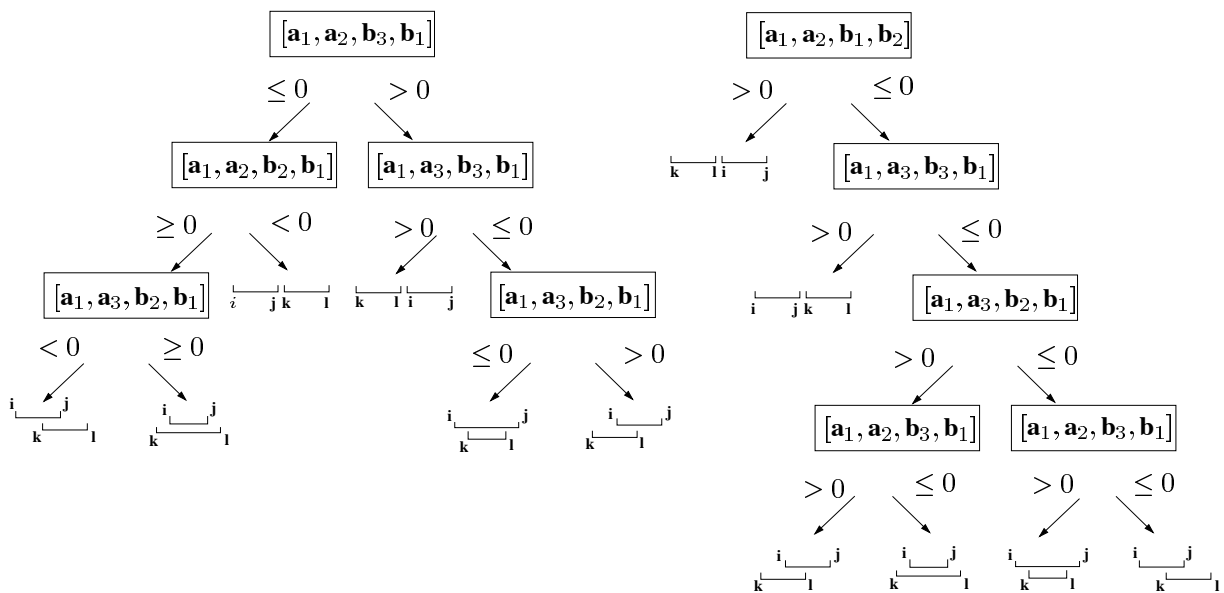 [a₁, a₂, b₃, b₁] [a₁, a₂, b₁, b₂]
≤ 0 > 0 > 0 ≤ 0
[a₁, a₂, b₂, b₁] [a₁, a₃, b₃, b₁] k l i j [a₁, a₃, b₃, b₁]
≥ 0 < 0 > 0 ≤ 0 > 0 ≤ 0
[a₁, a₃, b₂, b₁] i j k l k l i j [a₁, a₃, b₂, b₁] i j k l [a₁, a₃, b₂, b₁]
< 0 ≥ 0 ≤ 0 > 0 > 0 ≤ 0
i j i j i j i j
k l k l k l k l
[a₁, a₂, b₃, b₁] [a₁, a₂, b₃, b₁]
> 0 ≤ 0 > 0 ≤ 0
i j i j i j i j
k l k l k l k l